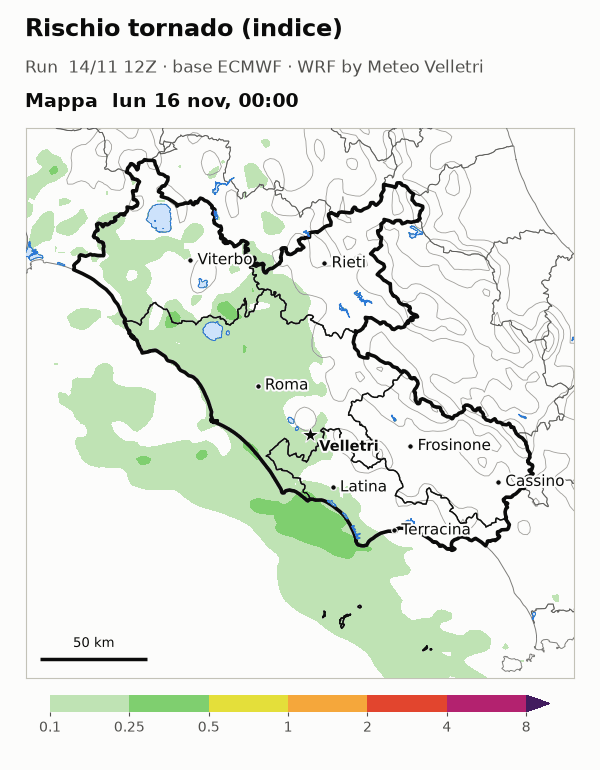 Rischio tornado (indice)
Run  14/11 12Z · base ECMWF · WRF by Meteo Velletri
Mappa  lun 16 nov, 00:00
Viterbo
Rieti
Roma
Velletri
Frosinone
Latina
Cassino
Terracina
50 km
0.1 0.25 0.5 1 2 4 8